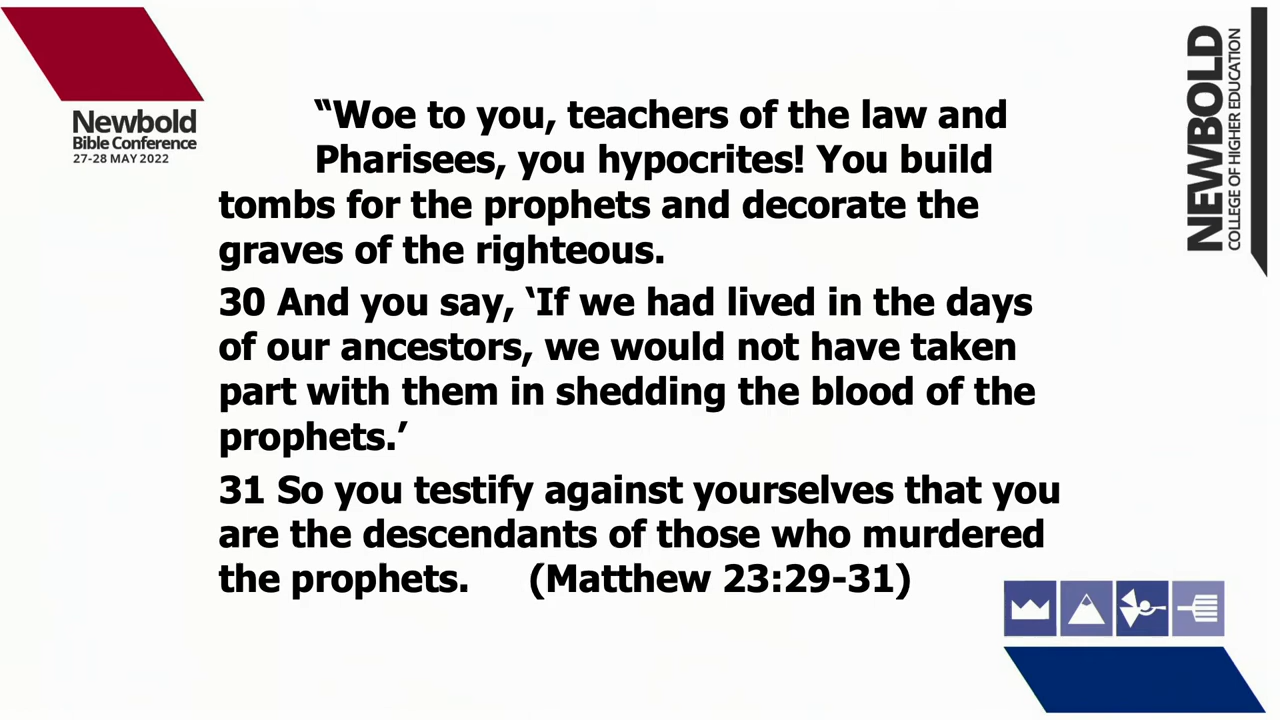 Newbold
Bible Conference
27-28 MAY 2022
“Woe to you, teachers of the law and
Pharisees, you hypocrites! You build
tombs for the prophets and decorate the
graves of the righteous.
30 And you say, ‘If we had lived in the days
of our ancestors, we would not have taken
part with them in shedding the blood of the
prophets.’
31 So you testify against yourselves that you
are the descendants of those who murdered
the prophets. (Matthew 23:29-31)
NEWBOLD
COLLEGE OF HIGHER EDUCATION